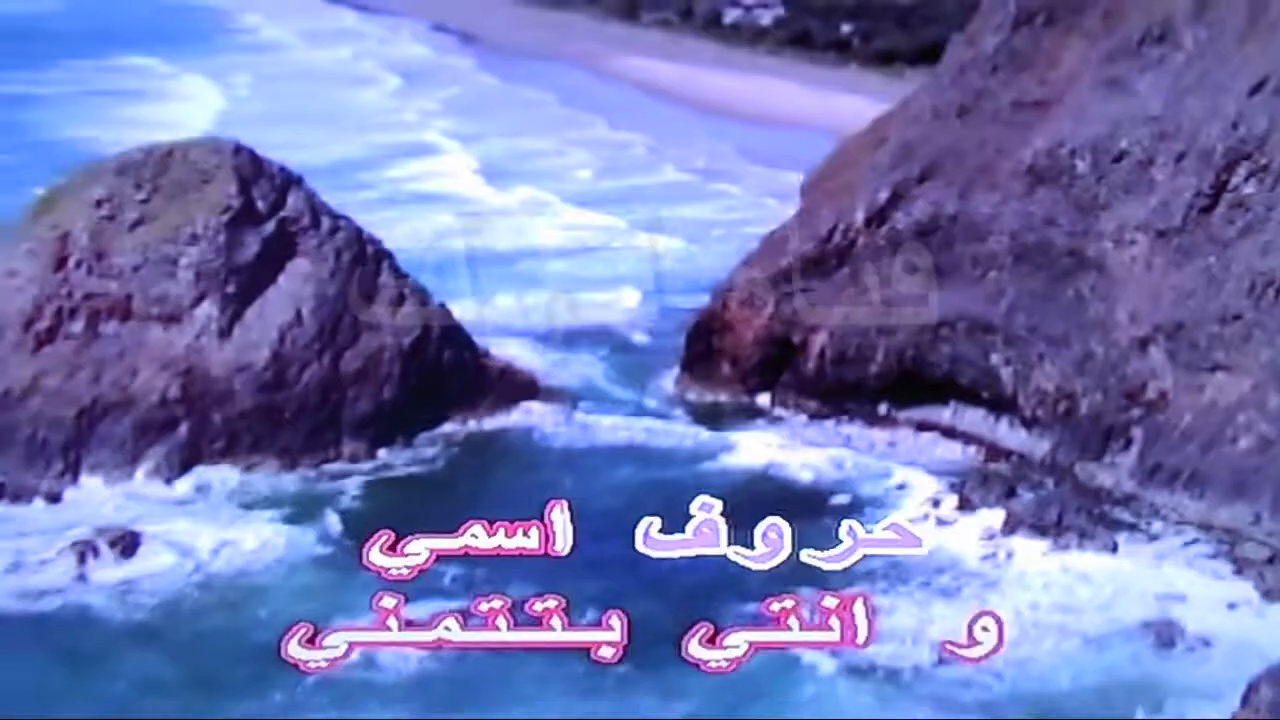 حروف اسمي
و انتي بتتمني